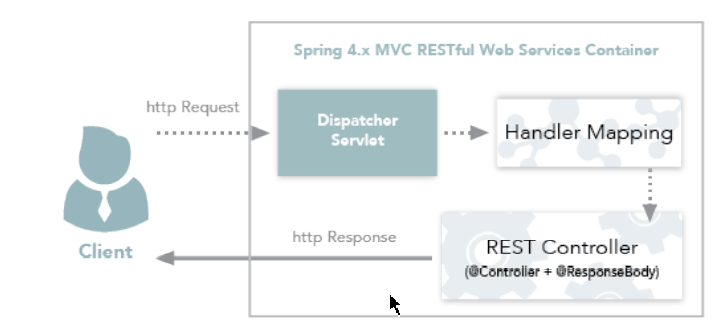 Spring 4.x MVC RESTful Web Services Container
http Request
Dispatcher
Servlet
Handler Mapping
Client
http Response
REST Controller
(@Controller + @ResponseBody)